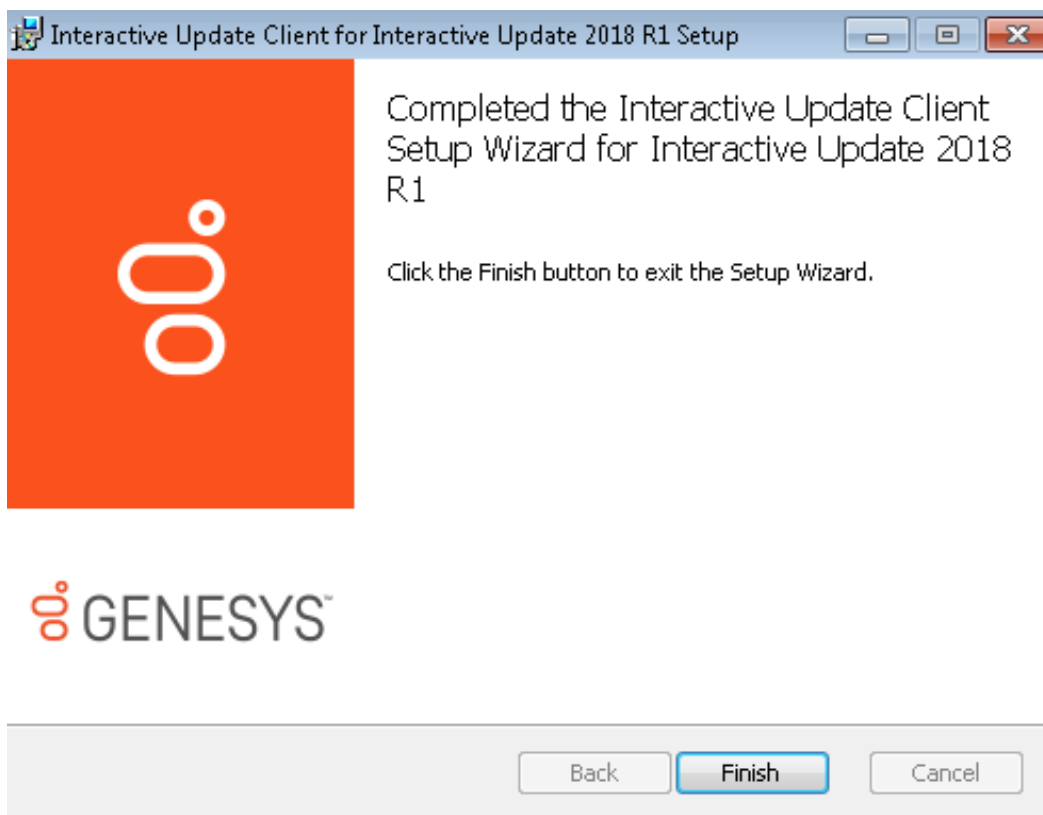 Interactive Update Client for Interactive Update 2018 R1 Setup
Completed the Interactive Update Client
Setup Wizard for Interactive Update 2018
R1
Click the Finish button to exit the Setup Wizard.
GENESYS™
Back Finish Cancel